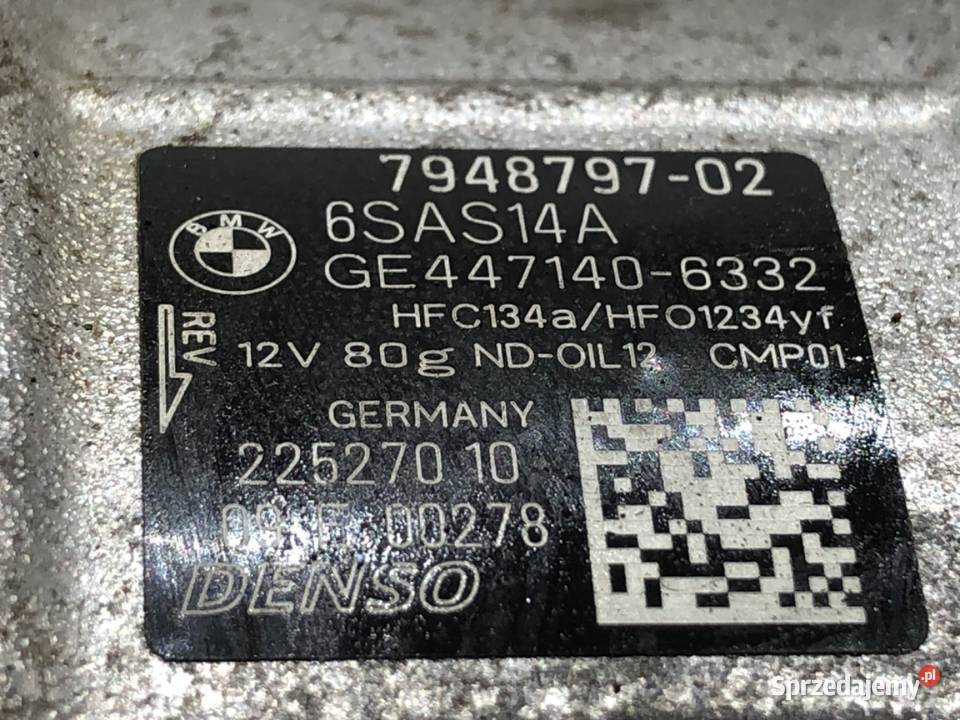 7948797-02
BMW
6SAS14A
GE447140-6332
HFC134a/HFO1234yf
REV
12V 80g ND-OIL12 CMP01
GERMANY
225270 10
00278
DENSO
Sprzedajemy.pl